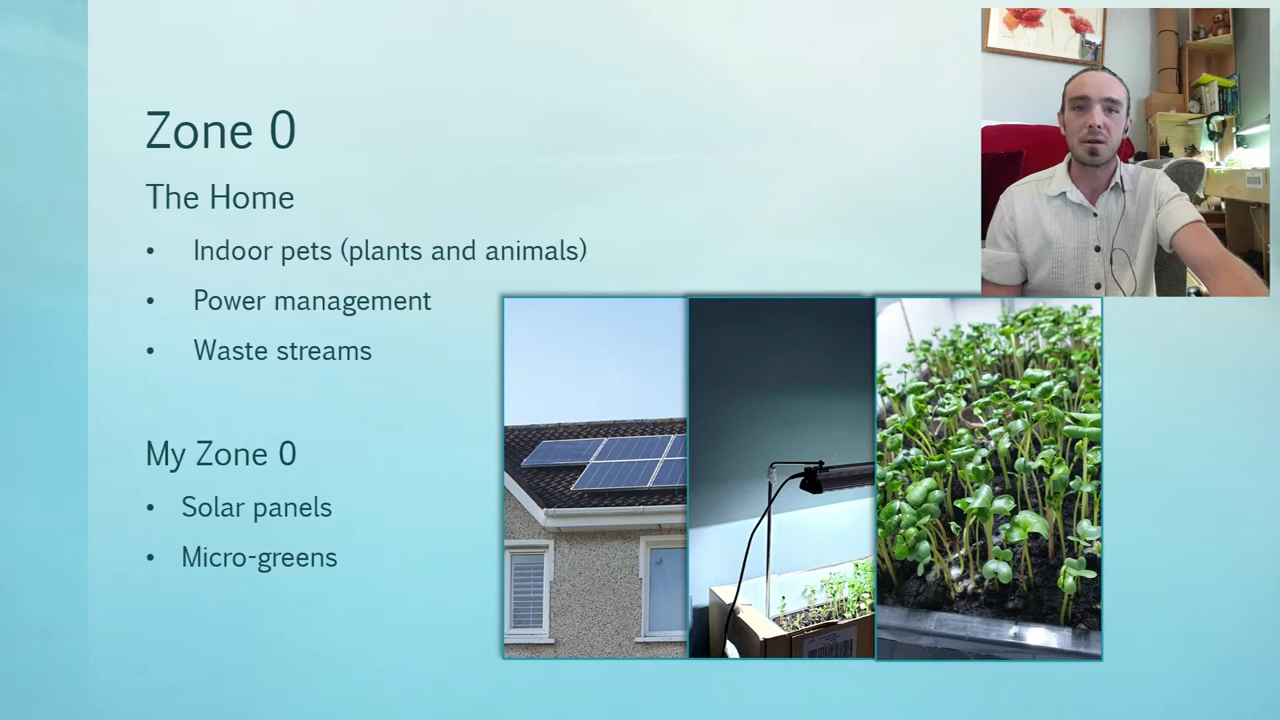 Zone 0
The Home
• Indoor pets (plants and animals)
• Power management
• Waste streams
My Zone 0
• Solar panels
• Micro-greens